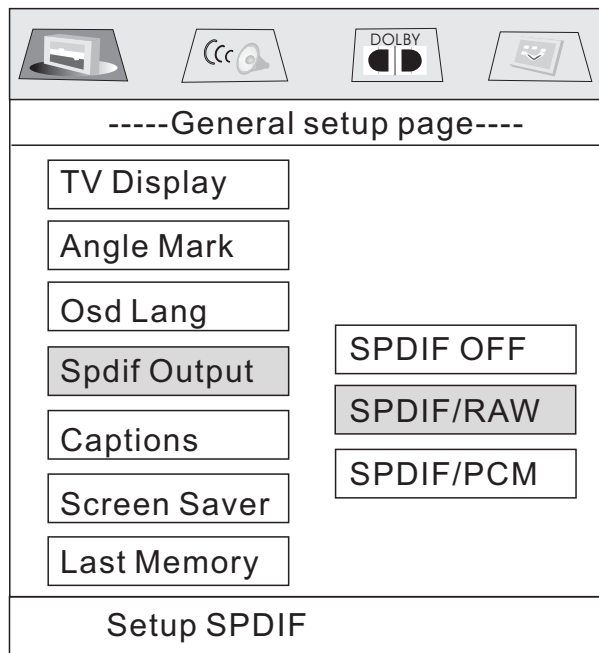 DOLBY
-----General setup page----
TV Display
Angle Mark
Osd Lang
Spdif Output
Captions
Screen Saver
Last Memory
SPDIF OFF
SPDIF/RAW
SPDIF/PCM
Setup SPDIF